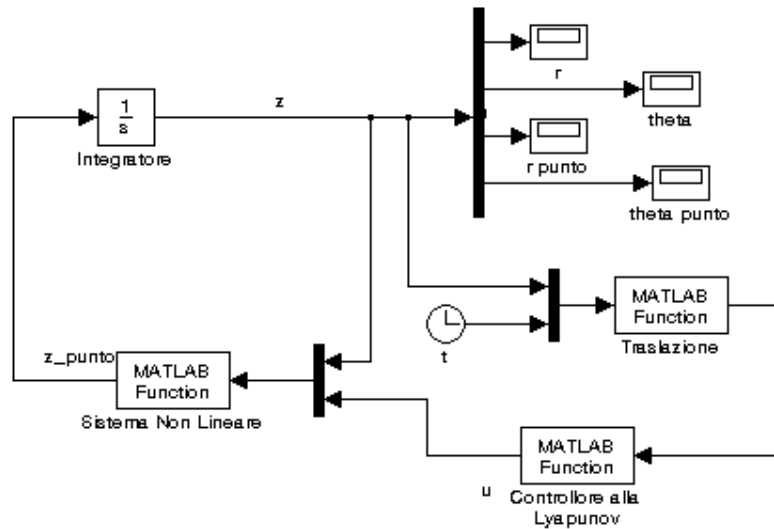 r
z
1
s
theta
Integratore
r punto
theta punto
MATLAB
Function
Traslazione
t
z_punto
MATLAB
Function
Sistema Non Lineare
MATLAB
Function
u
Controllore alla
Lyapunov